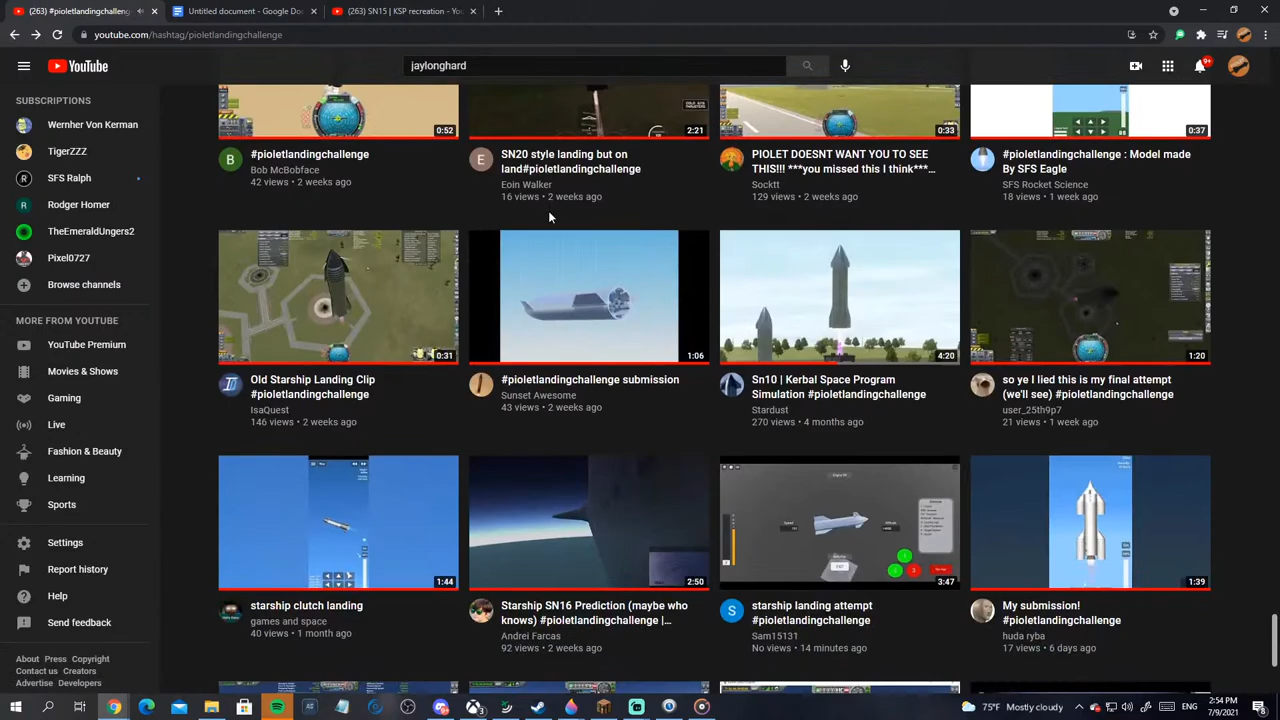 (263) #pioletlandingchalleng
Untitled document - Google Doc
(263) SN15 | KSP recreation - You
youtube.com/hashtag/pioletlandingchallenge
YouTube
jaylonghard
9+
SUBSCRIPTIONS
Wernher Von Kerman
TigerZZZ
SFS Ralph
Rodger Homer
TheEmeraldUngers2
Pixel0727
Browse channels
MORE FROM YOUTUBE
YouTube Premium
Movies & Shows
Gaming
Live
Fashion & Beauty
Learning
Sports
Settings
Report history
Help
Send feedback
About Press Copyright
Contact us Creators
Advertise Developers
0:52
#pioletlandingchallenge
Bob McBobface
42 views • 2 weeks ago
2:21
SN20 style landing but on
land#pioletlandingchallenge
Eoin Walker
16 views • 2 weeks ago
0:33
PIOLET DOESNT WANT YOU TO SEE
THIS!!! ***you missed this I think***…
Socktt
129 views • 2 weeks ago
0:37
#pioletlandingchallenge : Model made
By SFS Eagle
SFS Rocket Science
18 views • 1 week ago
0:31
Old Starship Landing Clip
#pioletlandingchallenge
IsaQuest
146 views • 2 weeks ago
1:06
#pioletlandingchallenge submission
Sunset Awesome
43 views • 2 weeks ago
4:20
Sn10 | Kerbal Space Program
Simulation #pioletlandingchallenge
Stardust
270 views • 4 months ago
1:20
so ye I lied this is my final attempt
(we'll see) #pioletlandingchallenge
user_25th9p7
21 views • 1 week ago
1:44
starship clutch landing
games and space
40 views • 1 month ago
2:50
Starship SN16 Prediction (maybe who
knows) #pioletlandingchallenge |…
Andrei Farcas
92 views • 2 weeks ago
3:47
starship landing attempt
#pioletlandingchallenge
Sam15131
No views • 14 minutes ago
1:39
My submission!
#pioletlandingchallenge
huda ryba
17 views • 6 days ago
75°F Mostly cloudy
ENG
2:54 PM
7/9/2021